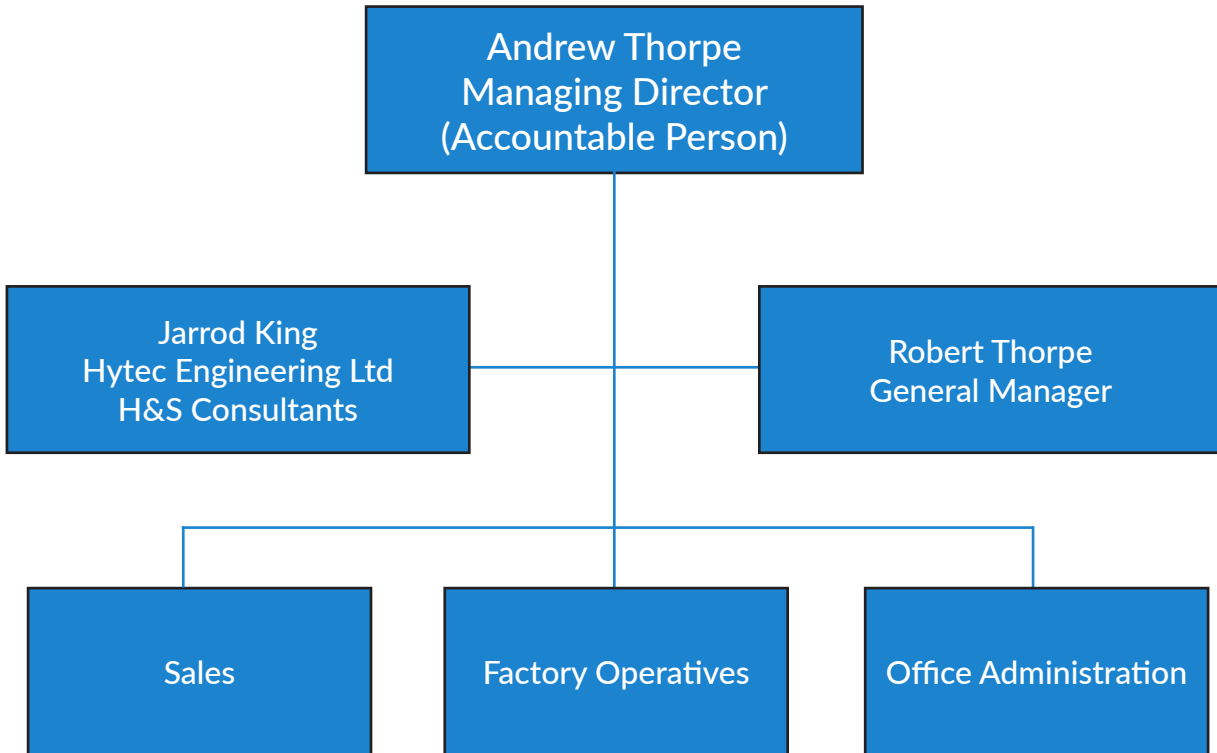 Andrew Thorpe
Managing Director
(Accountable Person)
Jarrod King
Hytec Engineering Ltd
H&S Consultants
Robert Thorpe
General Manager
Sales
Factory Operatives
Office Administration